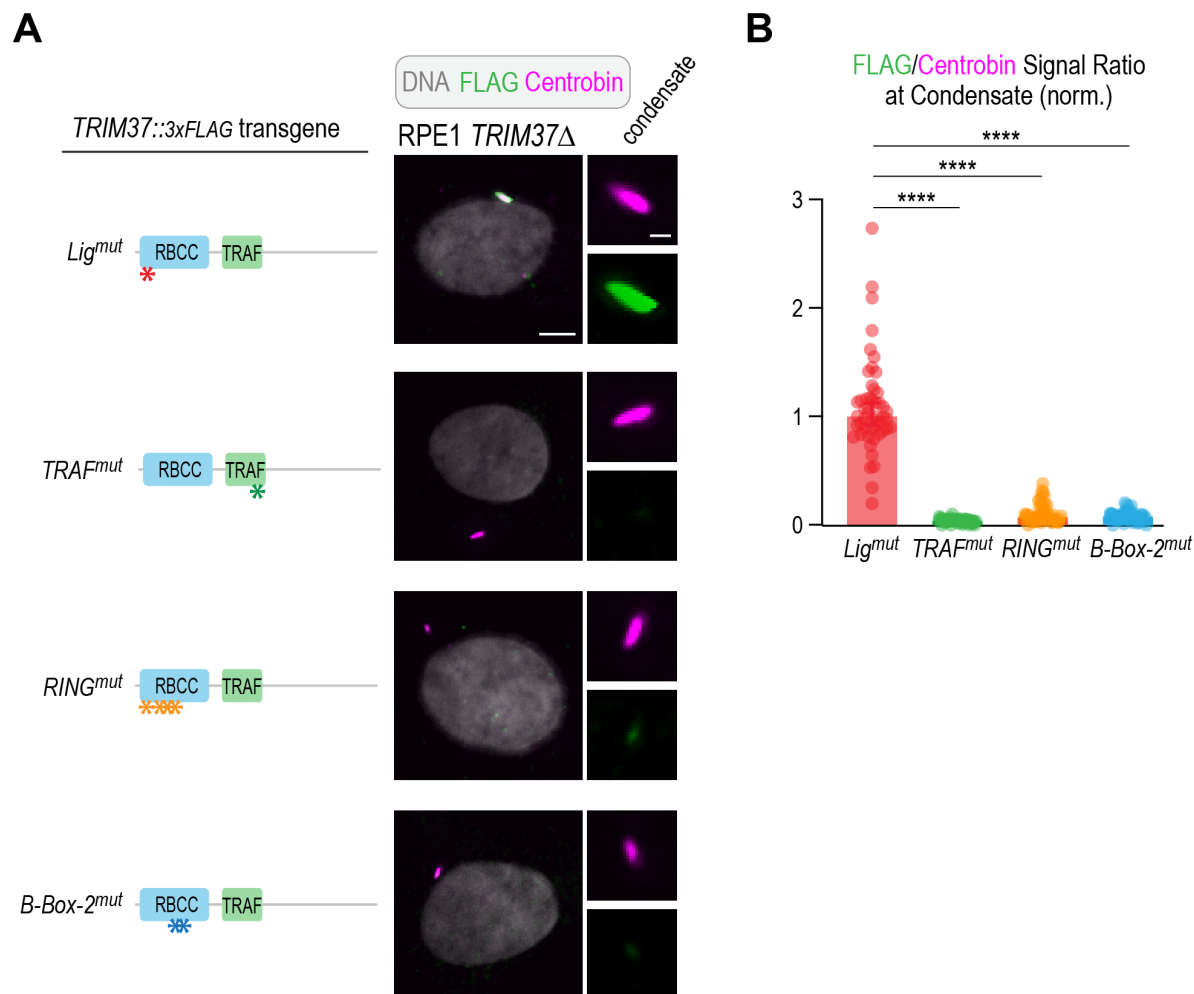 A
DNA FLAG Centrobin
TRIM37::3xFLAG transgene
RPE1 TRIM37Δ
condensate
Lig^mut
RBCC
TRAF
*
TRAF^mut
RBCC
TRAF
*
RING^mut
RBCC
TRAF
****
B-Box-2^mut
RBCC
TRAF
**
B
FLAG/Centrobin Signal Ratio
at Condensate (norm.)
****
****
****
3
2
1
0
Lig^mut TRAF^mut RING^mut B-Box-2^mut